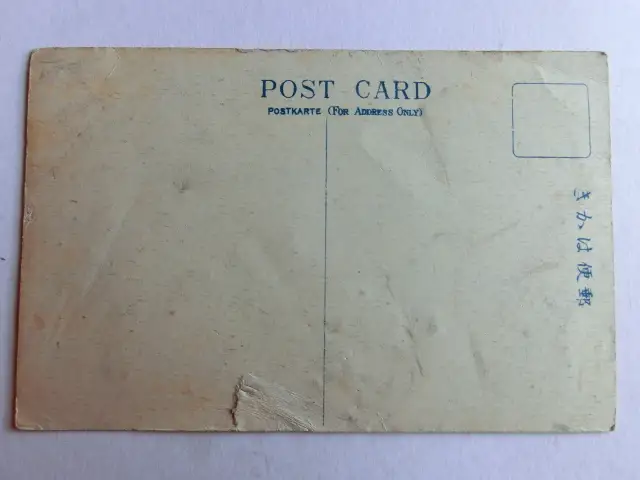 POST CARD
POSTKARTE (FOR ADDRESS ONLY)
郵便はかき